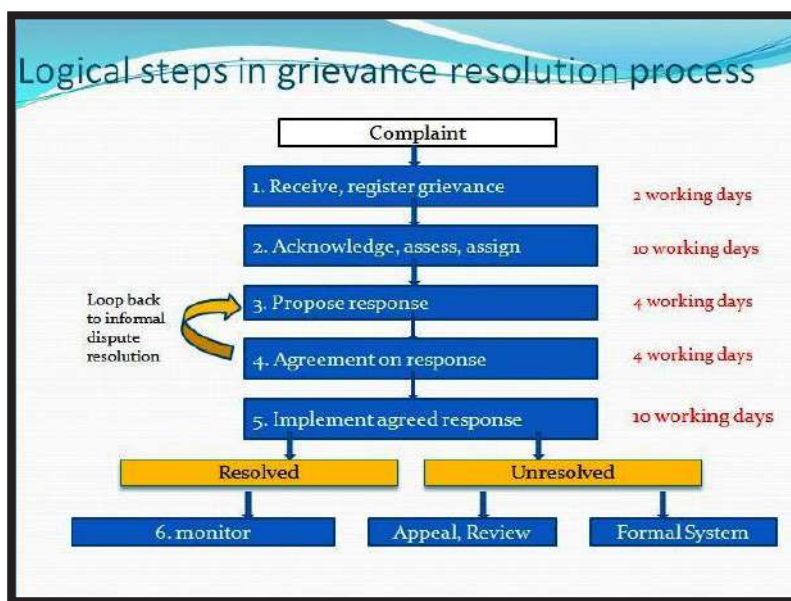 Logical steps in grievance resolution process
Complaint
1. Receive, register grievance
2 working days
2. Acknowledge, assess, assign
10 working days
Loop back
to informal
dispute
resolution
3. Propose response
4 working days
4. Agreement on response
4 working days
5. Implement agreed response
10 working days
Resolved
Unresolved
6. monitor
Appeal, Review
Formal System